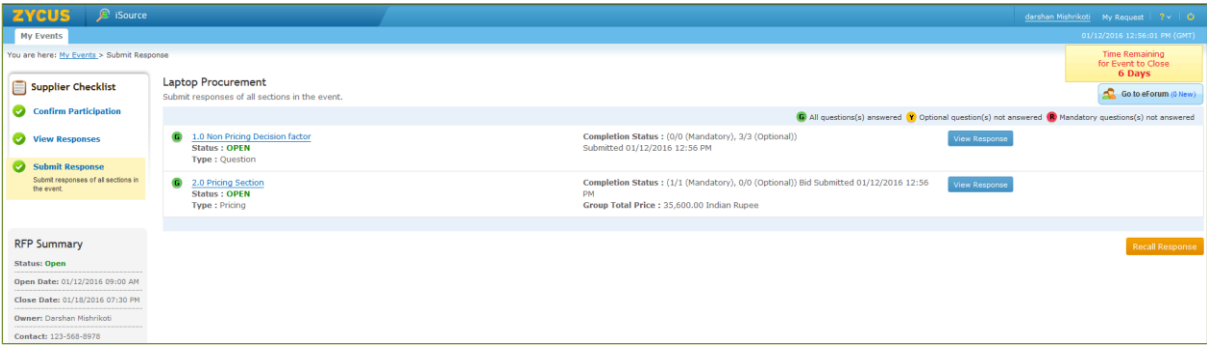 ZYCUS iSource darshan Mishrikoti My Request ?
My Events 01/12/2016 12:56:01 PM (GMT)
You are here: My Events > Submit Response
Time Remaining
for Event to Close
6 Days
Go to eForum (0 New)
Supplier Checklist
Confirm Participation
View Responses
Submit Response
Submit responses of all sections in
the event.
Laptop Procurement
Submit responses of all sections in the event.
G All questions(s) answered Y Optional question(s) not answered R Mandatory questions(s) not answered
G 1.0 Non Pricing Decision factor Completion Status : (0/0 (Mandatory), 3/3 (Optional)) View Response
Status : OPEN Submitted 01/12/2016 12:56 PM
Type : Question
G 2.0 Pricing Section Completion Status : (1/1 (Mandatory), 0/0 (Optional)) Bid Submitted 01/12/2016 12:56 View Response
Status : OPEN PM
Type : Pricing Group Total Price : 35,600.00 Indian Rupee
Recall Response
RFP Summary
Status: Open
Open Date: 01/12/2016 09:00 AM
Close Date: 01/18/2016 07:30 PM
Owner: Darshan Mishrikoti
Contact: 123-568-8978